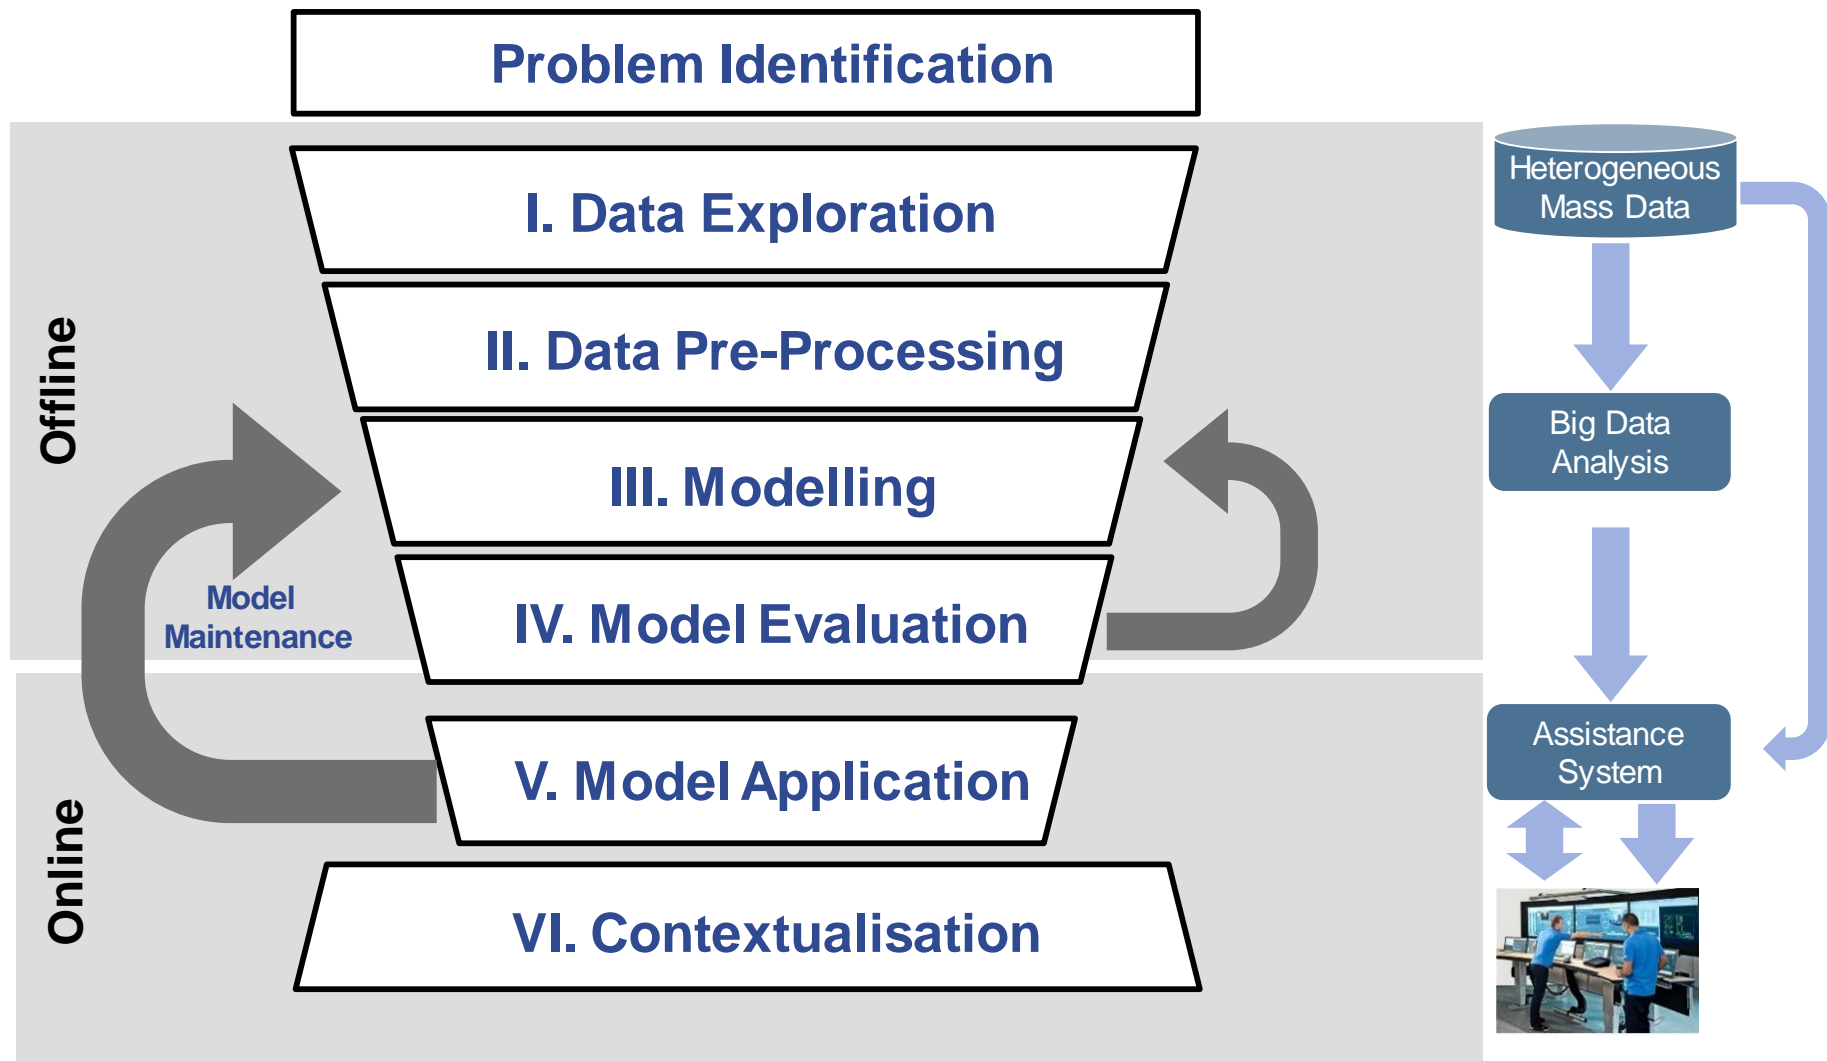 Problem Identification
I. Data Exploration
II. Data Pre-Processing
III. Modelling
IV. Model Evaluation
V. Model Application
VI. Contextualisation
Offline
Online
Model
Maintenance
Heterogeneous
Mass Data
Big Data
Analysis
Assistance
System